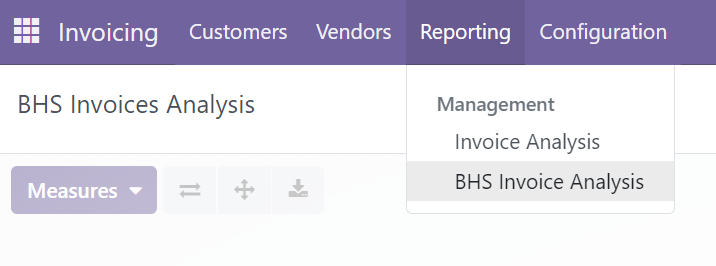 Invoicing Customers Vendors Reporting Configuration
BHS Invoices Analysis
Management
Invoice Analysis
BHS Invoice Analysis
Measures